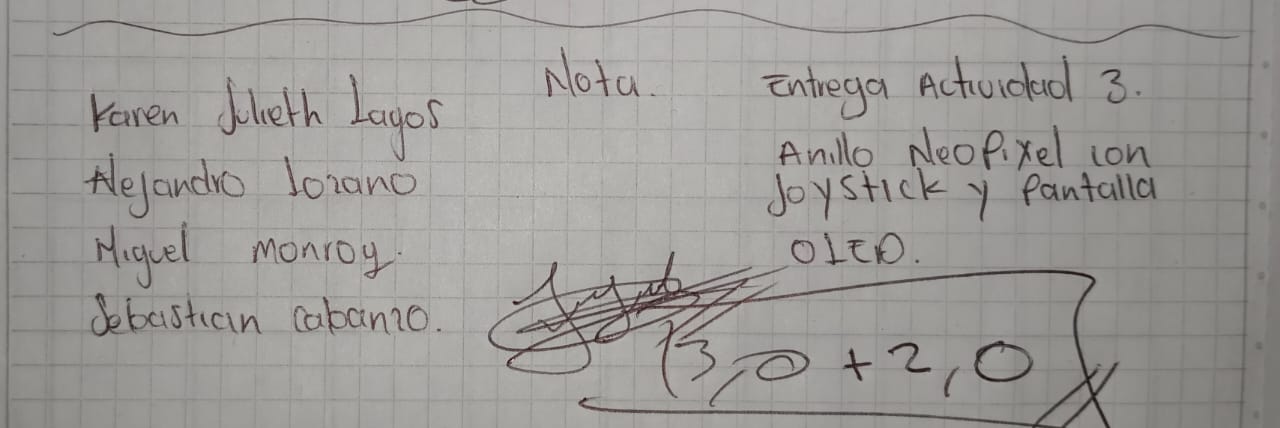 Nota.
Entrega Actividad 3.
Karen Julieth Lagos
Anillo NeoPixel con
Alejandro Lozano
Joystick y Pantalla
Miguel monroy.
OLED.
Sebastian Cabanzo.
3,0 + 2,0